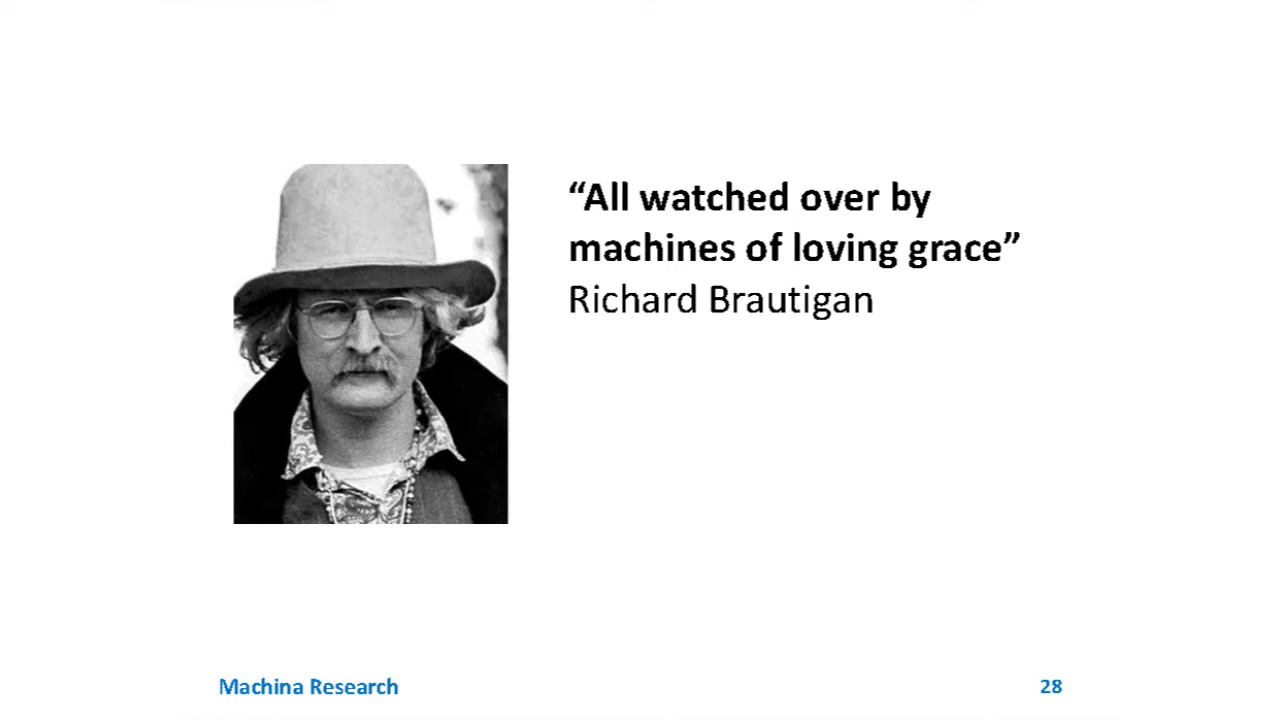 “All watched over by
machines of loving grace”
Richard Brautigan
Machina Research
28